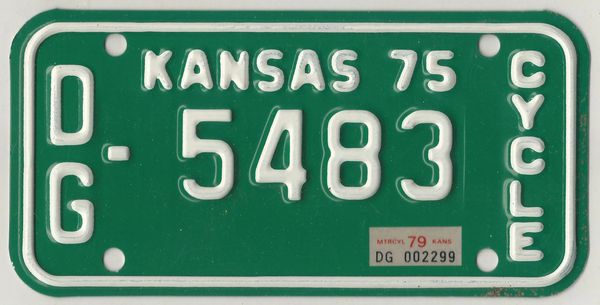 KANSAS 75
DG-5483
CYCLE
MTRCYL 79 KANS
DG 002299